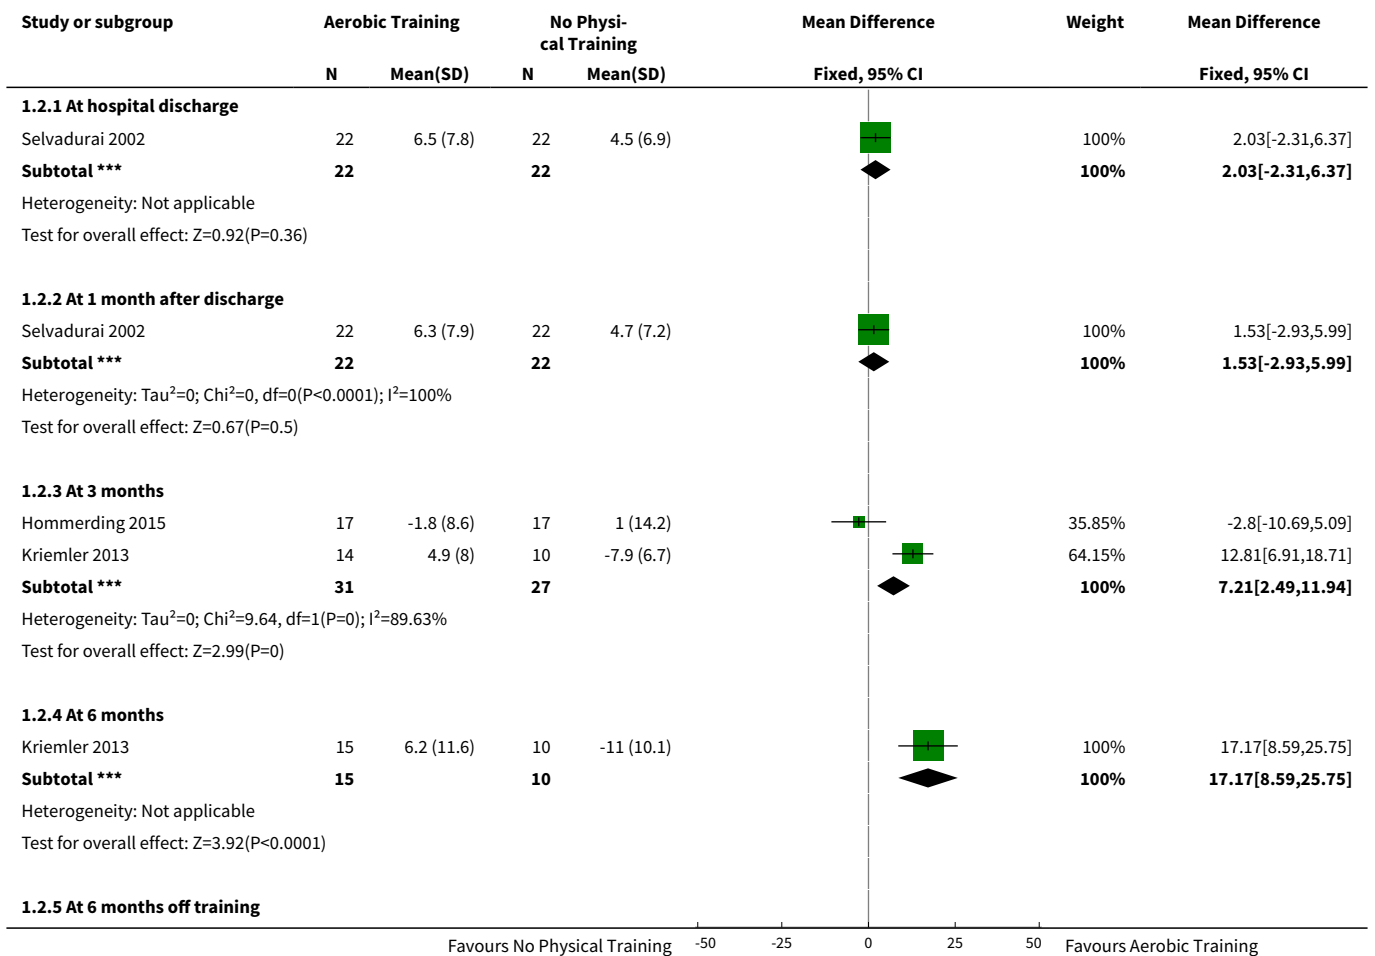 Study or subgroup Aerobic Training No Physi- Mean Difference Weight Mean Difference
cal Training
N Mean(SD) N Mean(SD) Fixed, 95% CI Fixed, 95% CI
1.2.1 At hospital discharge
Selvadurai 2002 22 6.5 (7.8) 22 4.5 (6.9) 100% 2.03[-2.31,6.37]
Subtotal *** 22 22 100% 2.03[-2.31,6.37]
Heterogeneity: Not applicable
Test for overall effect: Z=0.92(P=0.36)
1.2.2 At 1 month after discharge
Selvadurai 2002 22 6.3 (7.9) 22 4.7 (7.2) 100% 1.53[-2.93,5.99]
Subtotal *** 22 22 100% 1.53[-2.93,5.99]
Heterogeneity: Tau²=0; Chi²=0, df=0(P<0.0001); I²=100%
Test for overall effect: Z=0.67(P=0.5)
1.2.3 At 3 months
Hommerding 2015 17 -1.8 (8.6) 17 1 (14.2) 35.85% -2.8[-10.69,5.09]
Kriemler 2013 14 4.9 (8) 10 -7.9 (6.7) 64.15% 12.81[6.91,18.71]
Subtotal *** 31 27 100% 7.21[2.49,11.94]
Heterogeneity: Tau²=0; Chi²=9.64, df=1(P=0); I²=89.63%
Test for overall effect: Z=2.99(P=0)
1.2.4 At 6 months
Kriemler 2013 15 6.2 (11.6) 10 -11 (10.1) 100% 17.17[8.59,25.75]
Subtotal *** 15 10 100% 17.17[8.59,25.75]
Heterogeneity: Not applicable
Test for overall effect: Z=3.92(P<0.0001)
1.2.5 At 6 months off training
Favours No Physical Training -50 -25 0 25 50 Favours Aerobic Training